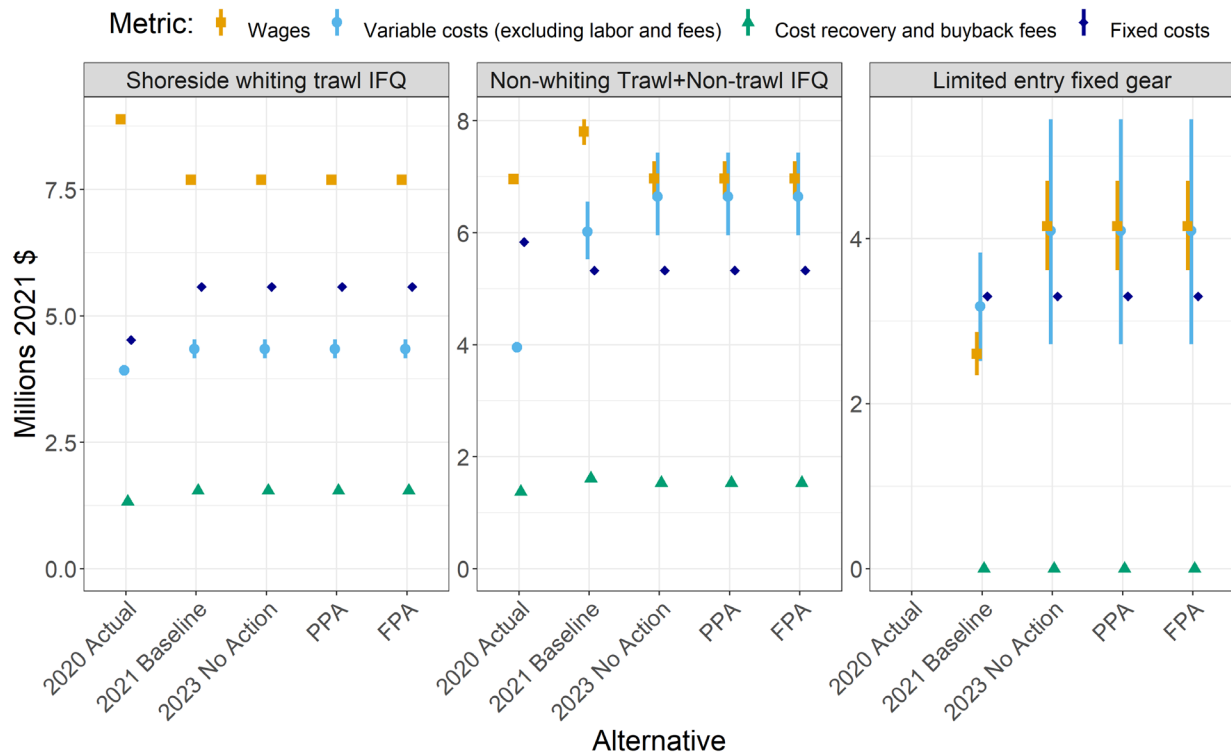 Metric: Wages Variable costs (excluding labor and fees) Cost recovery and buyback fees Fixed costs
Shoreside whiting trawl IFQ Non-whiting Trawl+Non-trawl IFQ Limited entry fixed gear
Millions 2021 $
7.5
5.0
2.5
0.0
8
6
4
2
0
4
2
0
2020 Actual
2021 Baseline
2023 No Action
PPA
FPA
2020 Actual
2021 Baseline
2023 No Action
PPA
FPA
2020 Actual
2021 Baseline
2023 No Action
PPA
FPA
Alternative